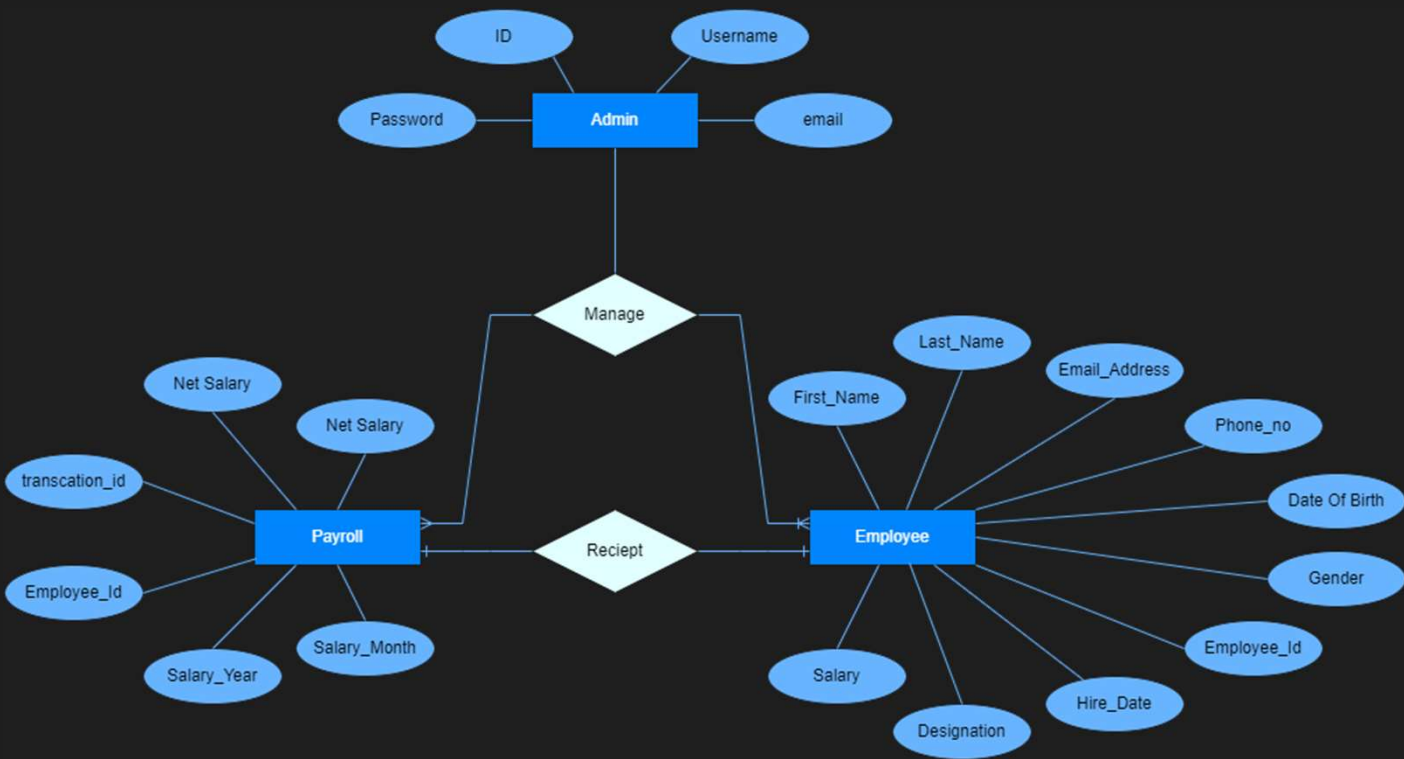 ID
Username
Password
Admin
email
Manage
Last_Name
Email_Address
Net Salary
First_Name
Net Salary
Phone_no
transcation_id
Date Of Birth
Payroll
Reciept
Employee
Gender
Employee_Id
Salary_Month
Employee_Id
Salary_Year
Salary
Hire_Date
Designation